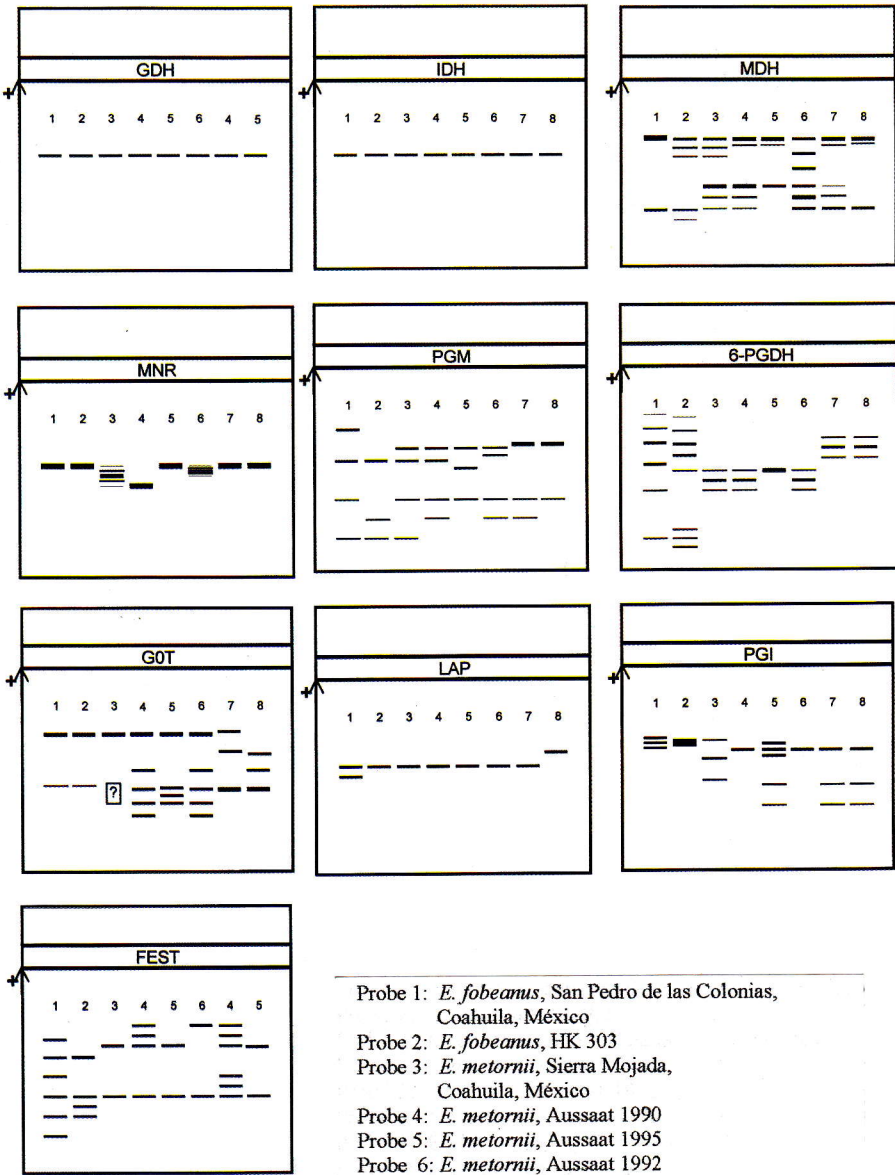 GDH
+
1 2 3 4 5 6 4 5
IDH
+
1 2 3 4 5 6 7 8
MDH
+
1 2 3 4 5 6 7 8
MNR
+
1 2 3 4 5 6 7 8
PGM
+
1 2 3 4 5 6 7 8
6-PGDH
+
1 2 3 4 5 6 7 8
G0T
+
1 2 3 4 5 6 7 8
?
LAP
+
1 2 3 4 5 6 7 8
PGI
+
1 2 3 4 5 6 7 8
FEST
+
1 2 3 4 5 6 4 5
Probe 1: E. fobeanus, San Pedro de las Colonias,
Coahuila, México
Probe 2: E. fobeanus, HK 303
Probe 3: E. metornii, Sierra Mojada,
Coahuila, México
Probe 4: E. metornii, Aussaat 1990
Probe 5: E. metornii, Aussaat 1995
Probe 6: E. metornii, Aussaat 1992